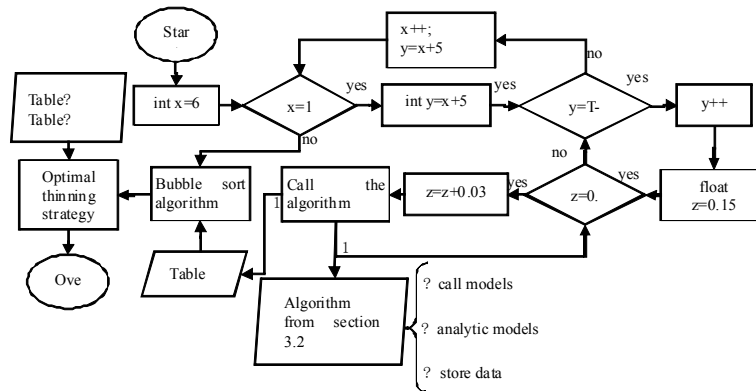 Star
x++;
y=x+5
no
yes
Table?
Table?
int x=6
x=1
yes
int y=x+5
yes
y=T-
y++
no
no
yes
Optimal
thinning
strategy
Bubble sort
algorithm
1
Call the
algorithm
z=z+0.03
yes
z=0.
float
z=0.15
Ove
Table
1
Algorithm
from section
3.2
? call models
? analytic models
? store data